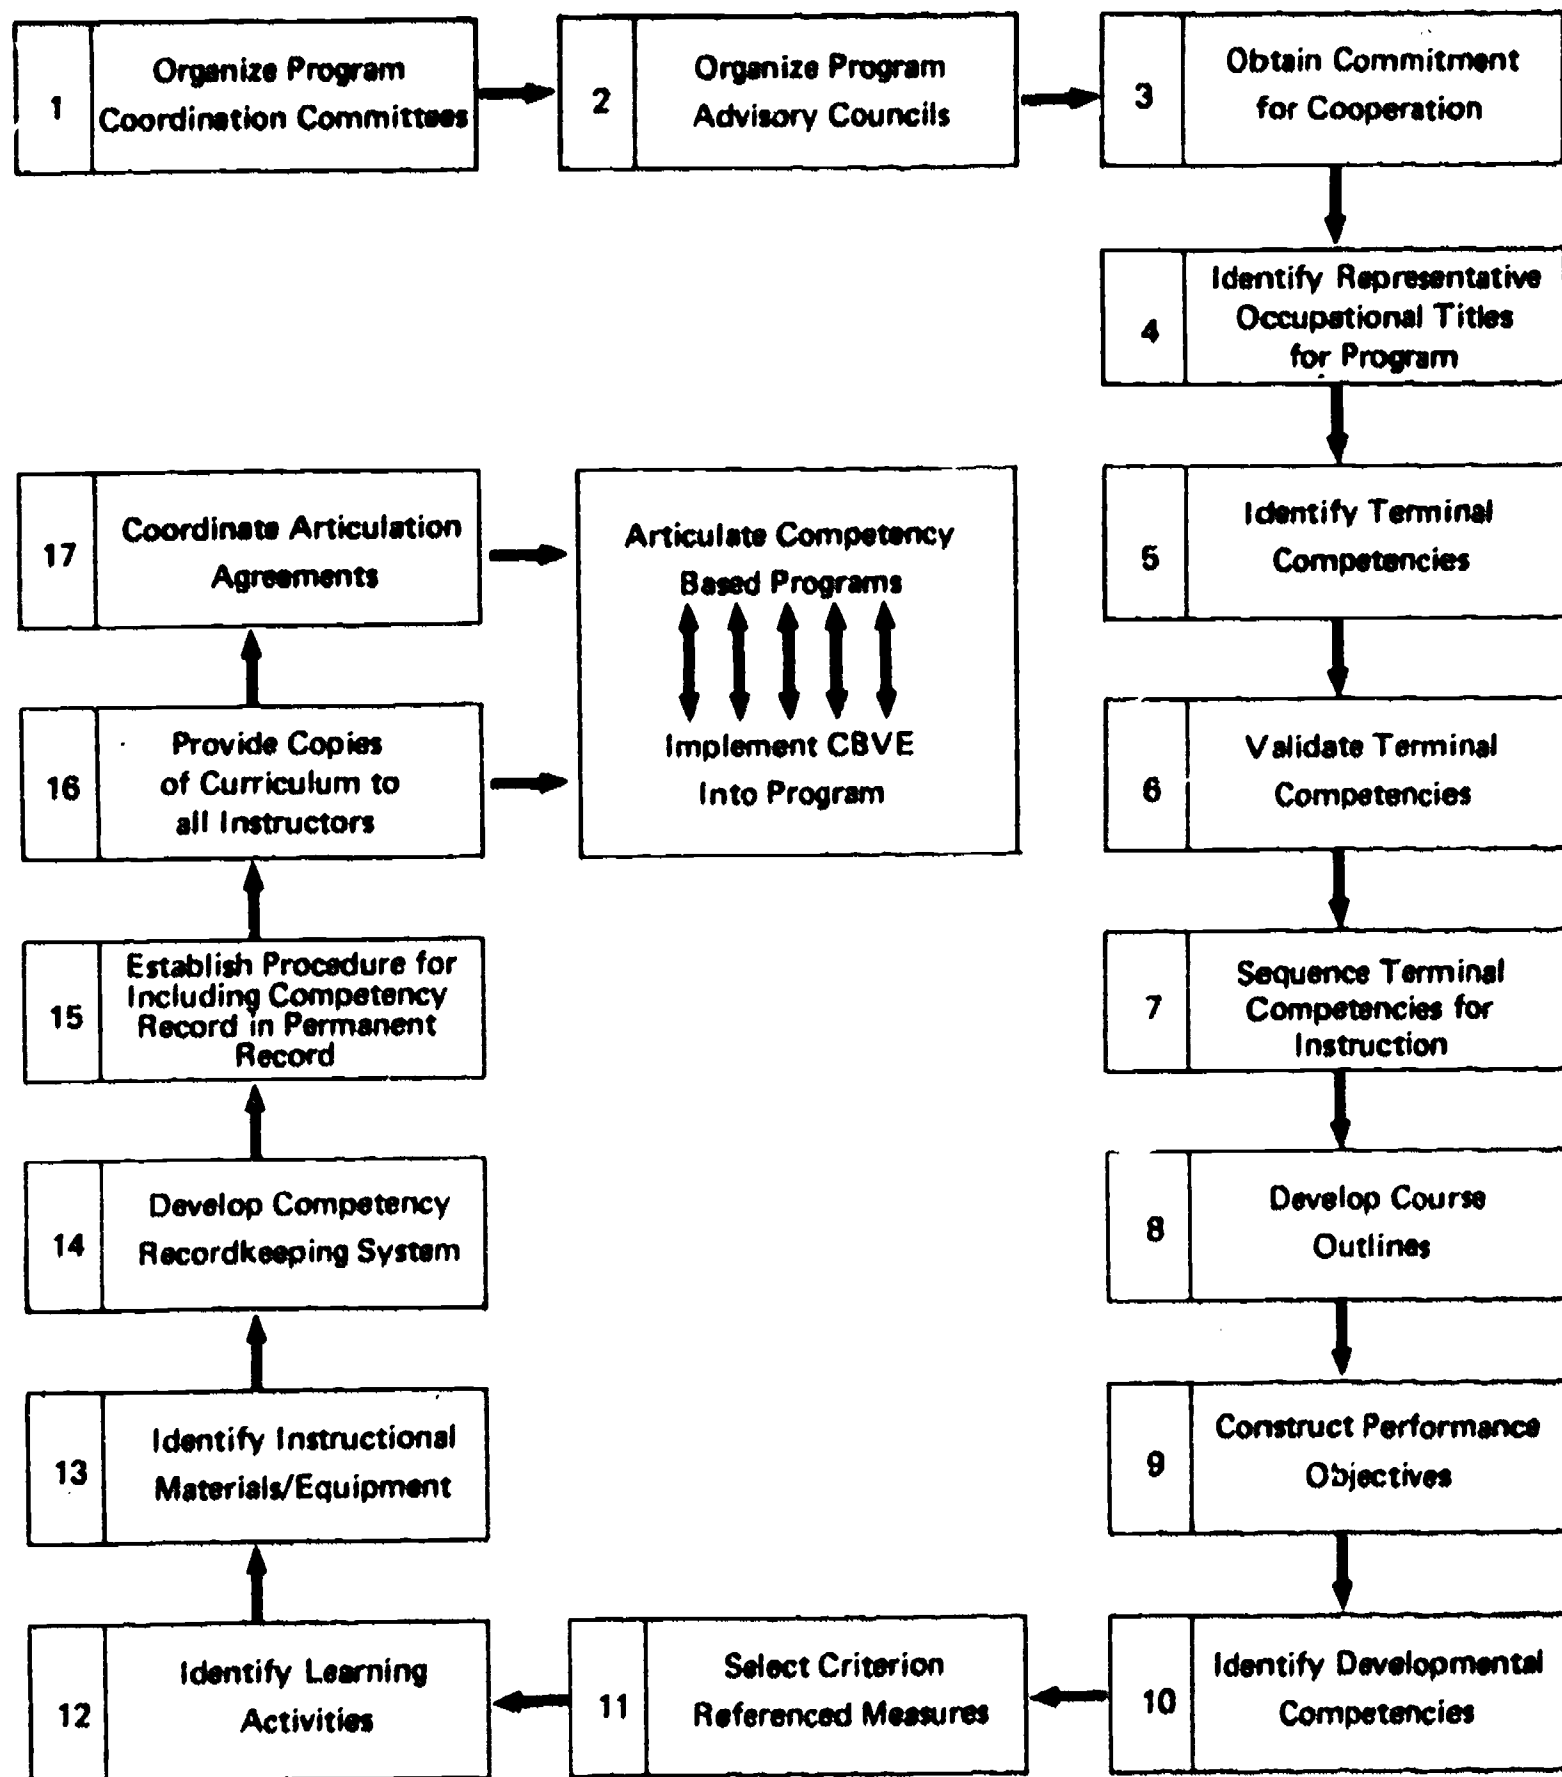 1
Organize Program
Coordination Committees
2
Organize Program
Advisory Councils
3
Obtain Commitment
for Cooperation
4
Identify Representative
Occupational Titles
for Program
5
Identify Terminal
Competencies
6
Validate Terminal
Competencies
7
Sequence Terminal
Competencies for
Instruction
8
Develop Course
Outlines
9
Construct Performance
Objectives
10
Identify Developmental
Competencies
11
Select Criterion
Referenced Measures
12
Identify Learning
Activities
13
Identify Instructional
Materials/Equipment
14
Develop Competency
Recordkeeping System
15
Establish Procedure for
Including Competency
Record in Permanent
Record
16
Provide Copies
of Curriculum to
all Instructors
17
Coordinate Articulation
Agreements
Articulate Competency
Based Programs
Implement CBVE
Into Program